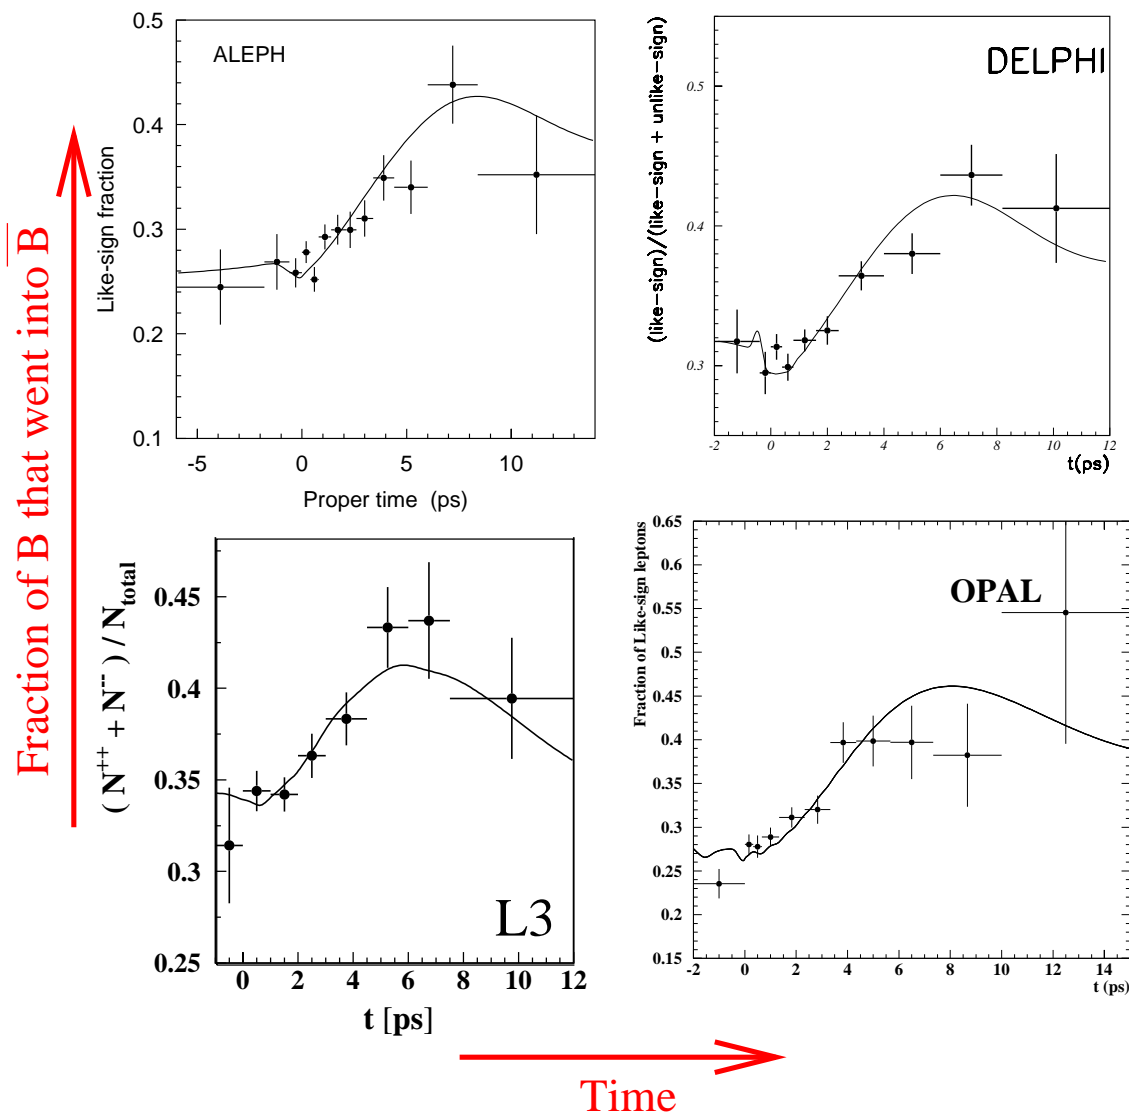 Fraction of B that went into B̅
ALEPH
Like-sign fraction
0.5
0.4
0.3
0.2
0.1
-5 0 5 10
Proper time (ps)
DELPHI
(like-sign)/(like-sign + unlike-sign)
0.5
0.4
0.3
-2 0 2 4 6 8 10 12
t(ps)
L3
(N⁺⁺ + N⁻⁻) / N_total
0.45
0.4
0.35
0.3
0.25
0 2 4 6 8 10 12
t [ps]
OPAL
Fraction of Like-sign leptons
0.65
0.6
0.55
0.5
0.45
0.4
0.35
0.3
0.25
0.2
0.15
-2 0 2 4 6 8 10 12 14
t (ps)
Time